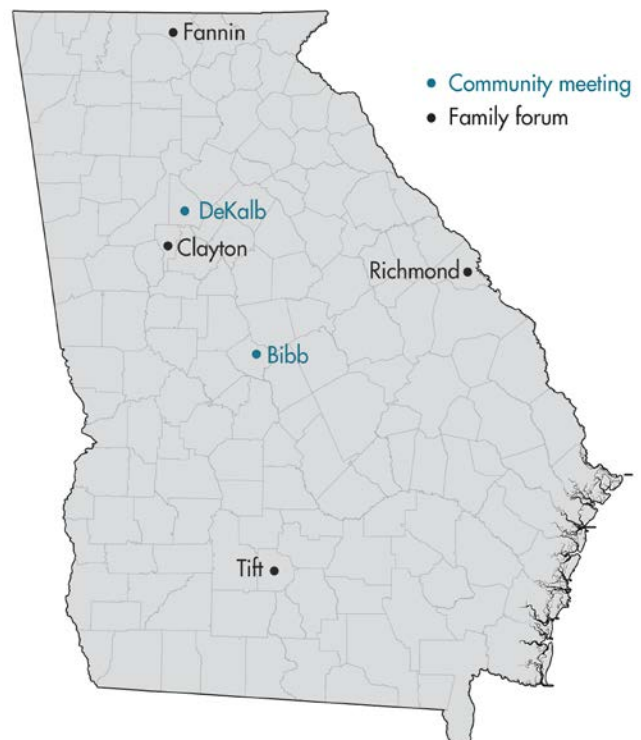 Fannin
Community meeting
Family forum
DeKalb
Clayton
Richmond
Bibb
Tift